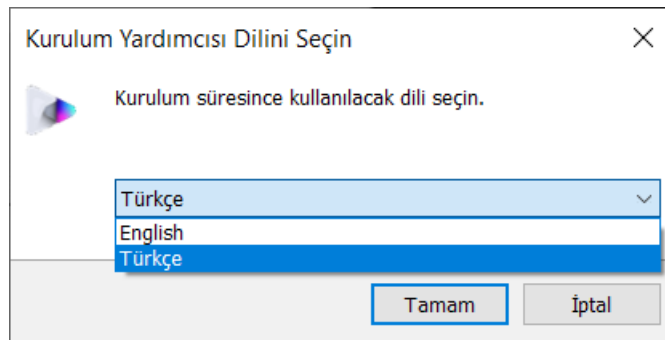 Kurulum Yardımcısı Dilini Seçin
Kurulum süresince kullanılacak dili seçin.
Türkçe
English
Türkçe
Tamam
İptal